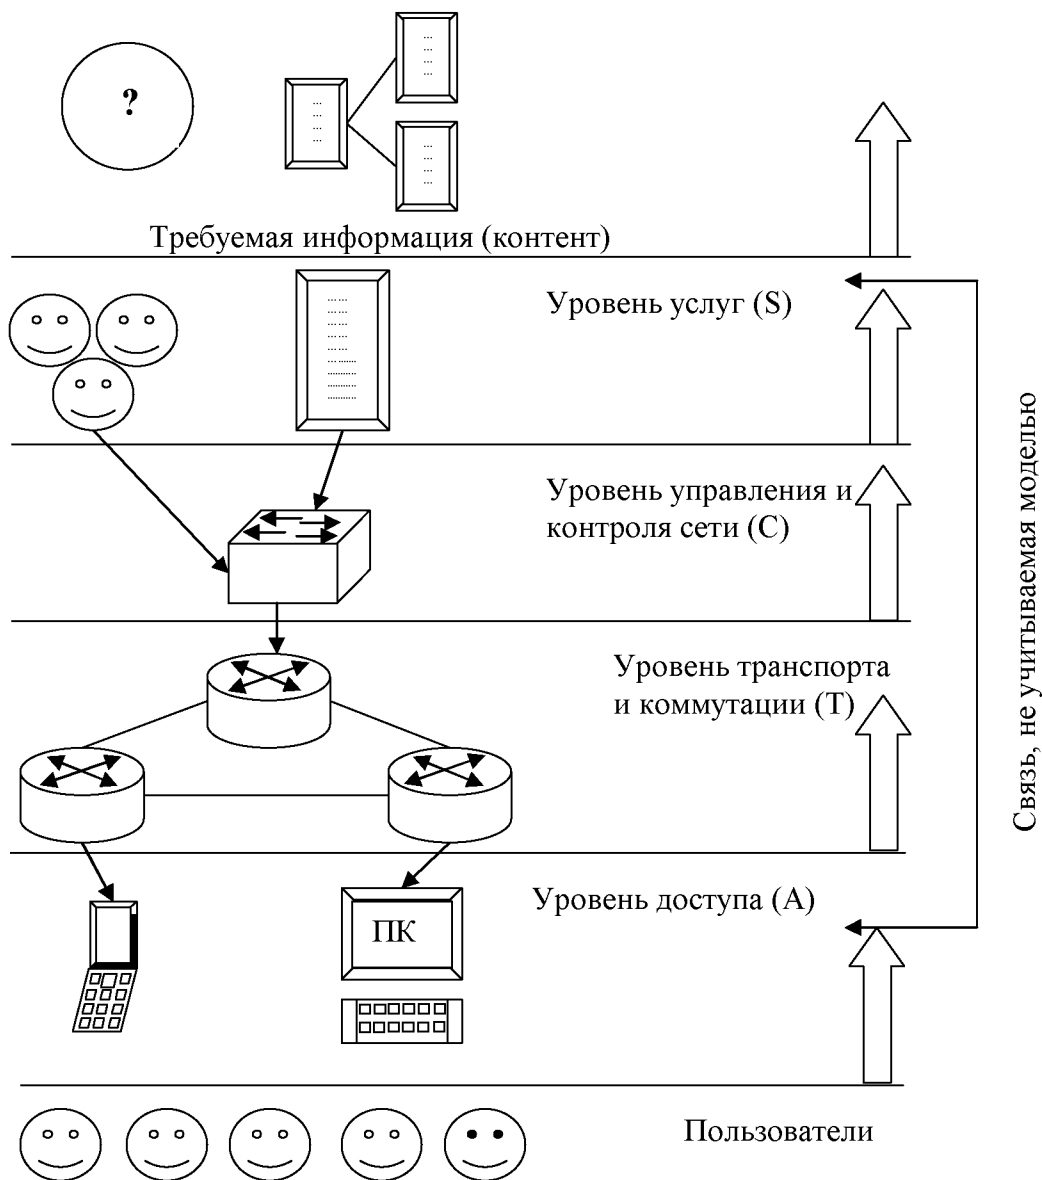 ?
Требуемая информация (контент)
Уровень услуг (S)
Уровень управления и
контроля сети (C)
Уровень транспорта
и коммутации (T)
Уровень доступа (A)
ПК
Пользователи
Связь, не учитываемая моделью